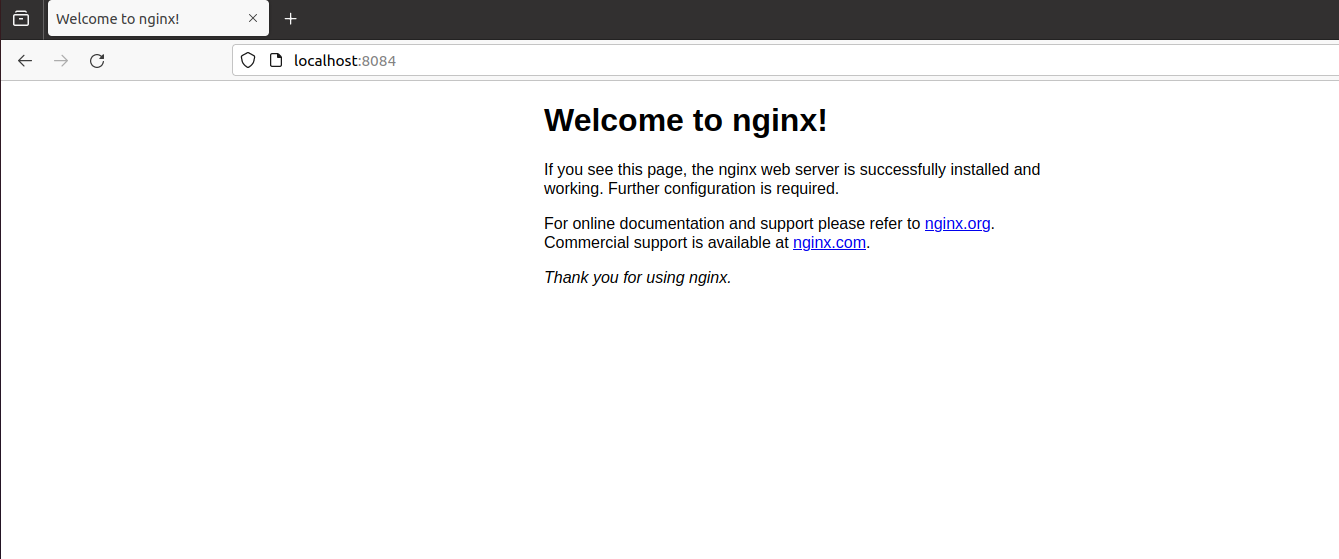 Welcome to nginx!
localhost:8084
Welcome to nginx!
If you see this page, the nginx web server is successfully installed and
working. Further configuration is required.
For online documentation and support please refer to nginx.org.
Commercial support is available at nginx.com.
Thank you for using nginx.